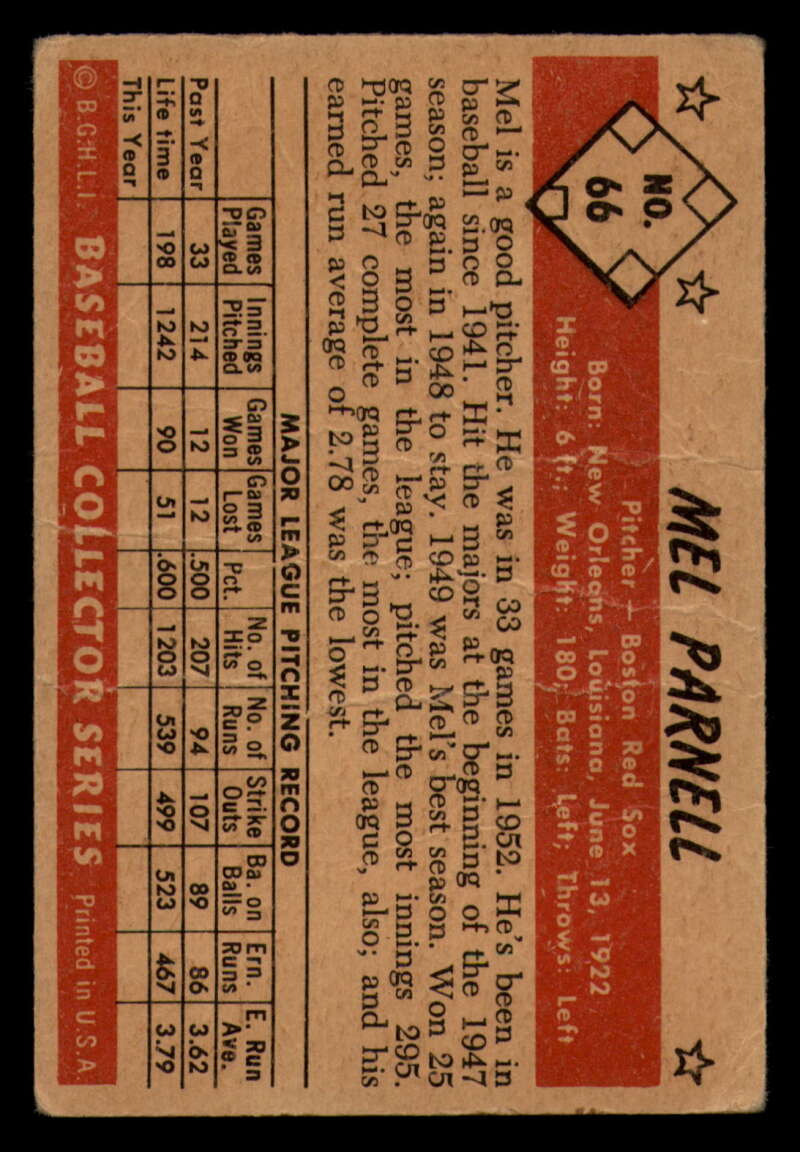 MEL PARNELL
NO.
66
Pitcher — Boston Red Sox
Born: New Orleans, Louisiana, June 13, 1922
Height: 6 ft.; Weight: 180; Bats: Left; Throws: Left
Mel is a good pitcher. He was in 33 games in 1952. He's been in
baseball since 1941. Hit the majors at the beginning of the 1947
season; again in 1948 to stay. 1949 was Mel's best season. Won 25
games, the most in the league; pitched the most innings 295.
Pitched 27 complete games, the most in the league, also; and his
earned run average of 2.78 was the lowest.
MAJOR LEAGUE PITCHING RECORD
Games Innings Games Games Pct. No. of No. of Strike Ba. on Ern. E. Run
Played Pitched Won Lost Hits Runs Outs Balls Runs Ave.
Past Year 33 214 12 12 .500 207 94 107 89 86 3.62
Life time 198 1242 90 51 .600 1203 539 499 523 467 3.79
This Year
© B.G.H.L.I. BASEBALL COLLECTOR SERIES Printed in U.S.A.